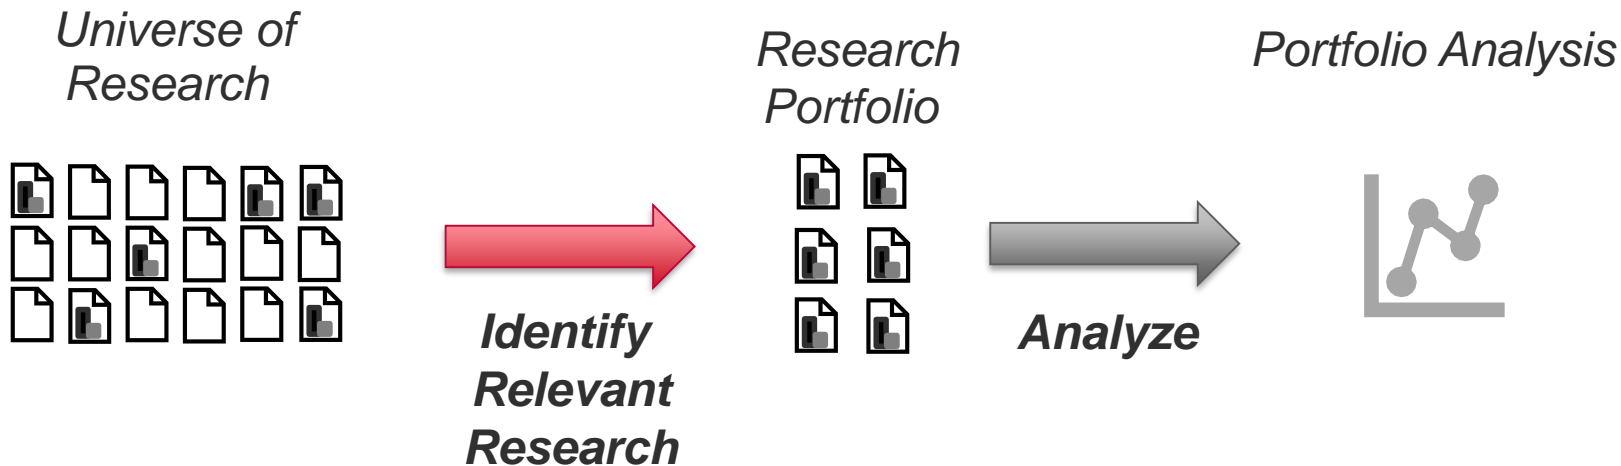 Universe of
Research
Research
Portfolio
Portfolio Analysis
Identify
Relevant
Research
Analyze